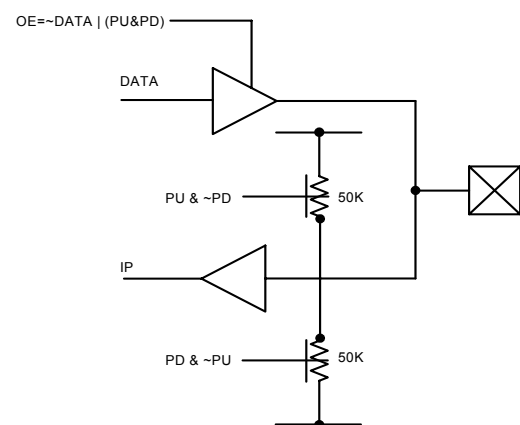 OE=~DATA | (PU&PD)
DATA
PU & ~PD
50K
IP
PD & ~PU
50K